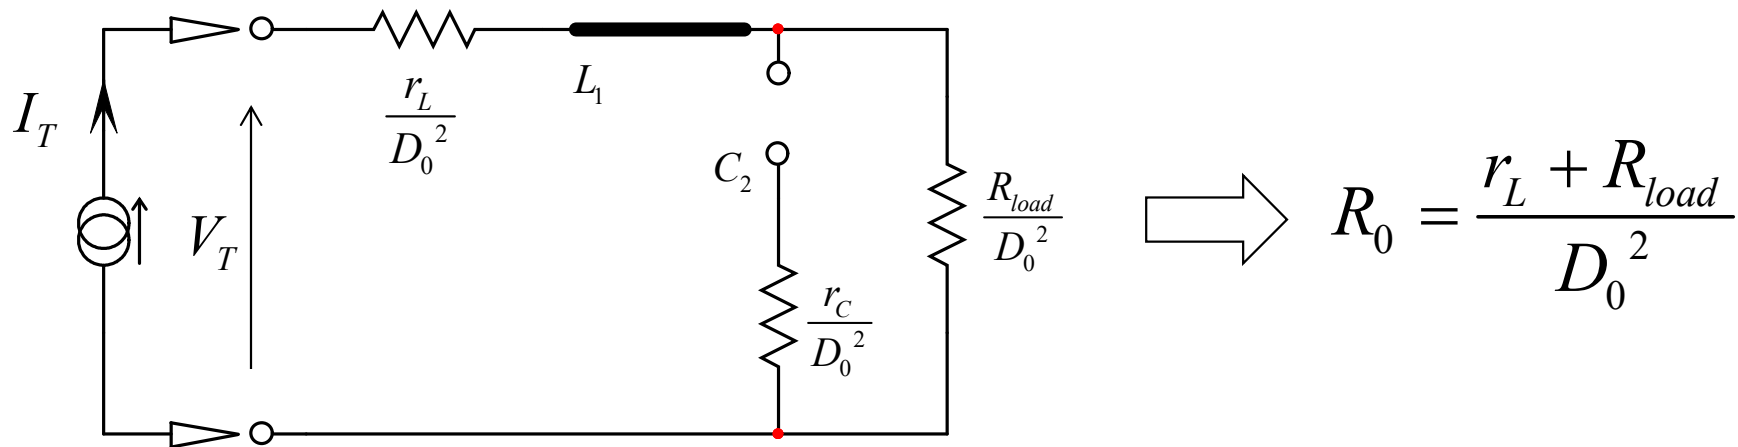 I_T
V_T
r_L / D_0^2
L_1
C_2
r_C / D_0^2
R_load / D_0^2
R_0 = (r_L + R_load) / D_0^2